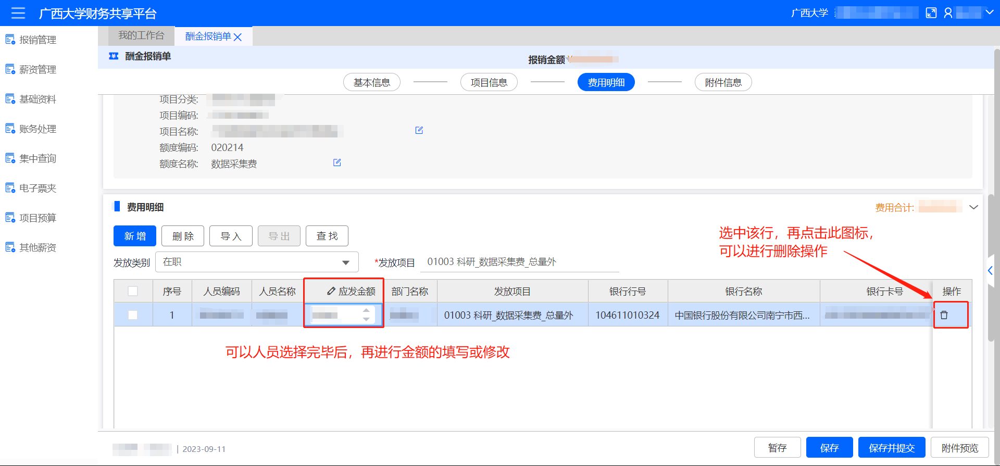 广西大学财务共享平台
广西大学
报销管理
薪资管理
基础资料
账务处理
集中查询
电子票夹
项目预算
其他薪资
我的工作台
酬金报销单
酬金报销单
报销金额
基本信息
项目信息
费用明细
附件信息
项目分类:
项目编码:
项目名称:
额度编码: 020214
额度名称: 数据采集费
费用明细
费用合计:
新增 删除 导入 导出 查找
选中该行，再点击此图标，
可以进行删除操作
发放类别 在职 *发放项目 01003 科研_数据采集费_总量外
序号 人员编码 人员名称 应发金额 部门名称 发放项目 银行行号 银行名称 银行卡号 操作
1 01003 科研_数据采集费_总量外 104611010324 中国银行股份有限公司南宁市西...
可以人员选择完毕后，再进行金额的填写或修改
| 2023-09-11
暂存 保存 保存并提交 附件预览